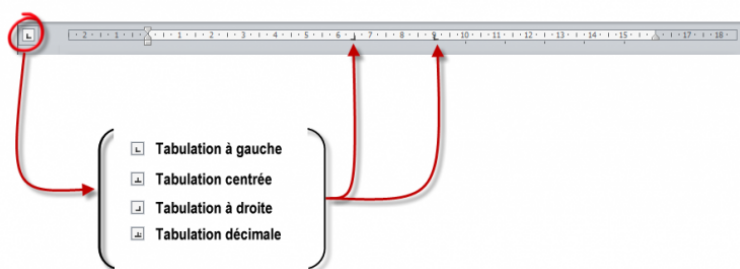 2 1 1 2 3 4 5 6 7 8 9 10 11 12 13 14 15 17 18
Tabulation à gauche
Tabulation centrée
Tabulation à droite
Tabulation décimale